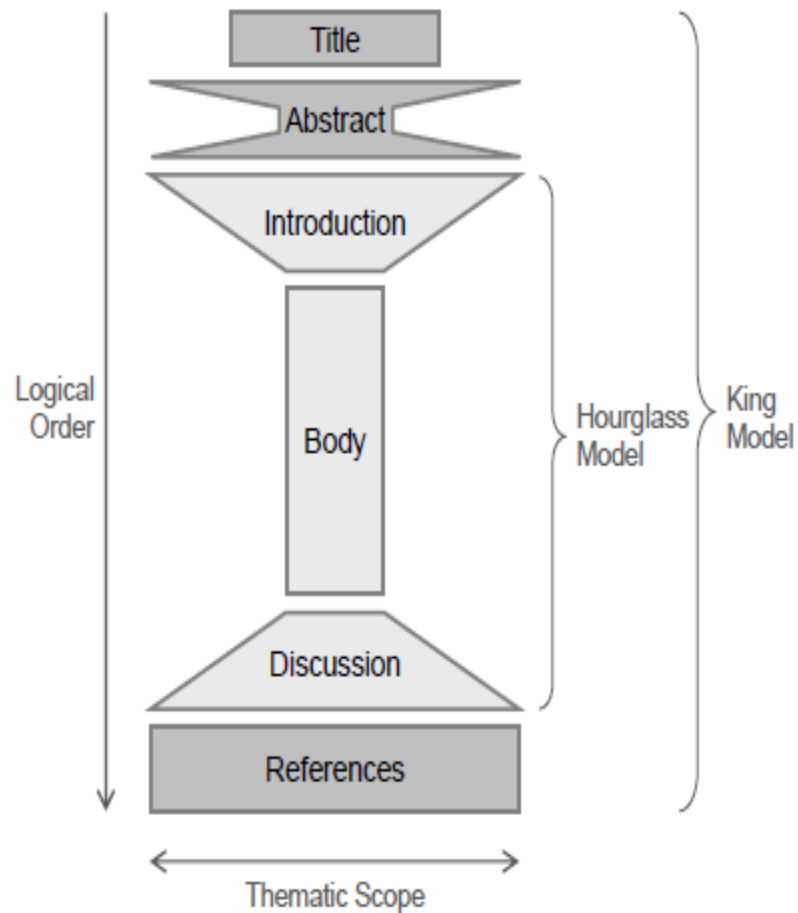 Title
Abstract
Introduction
Logical
Order
Body
Hourglass
Model
King
Model
Discussion
References
Thematic Scope